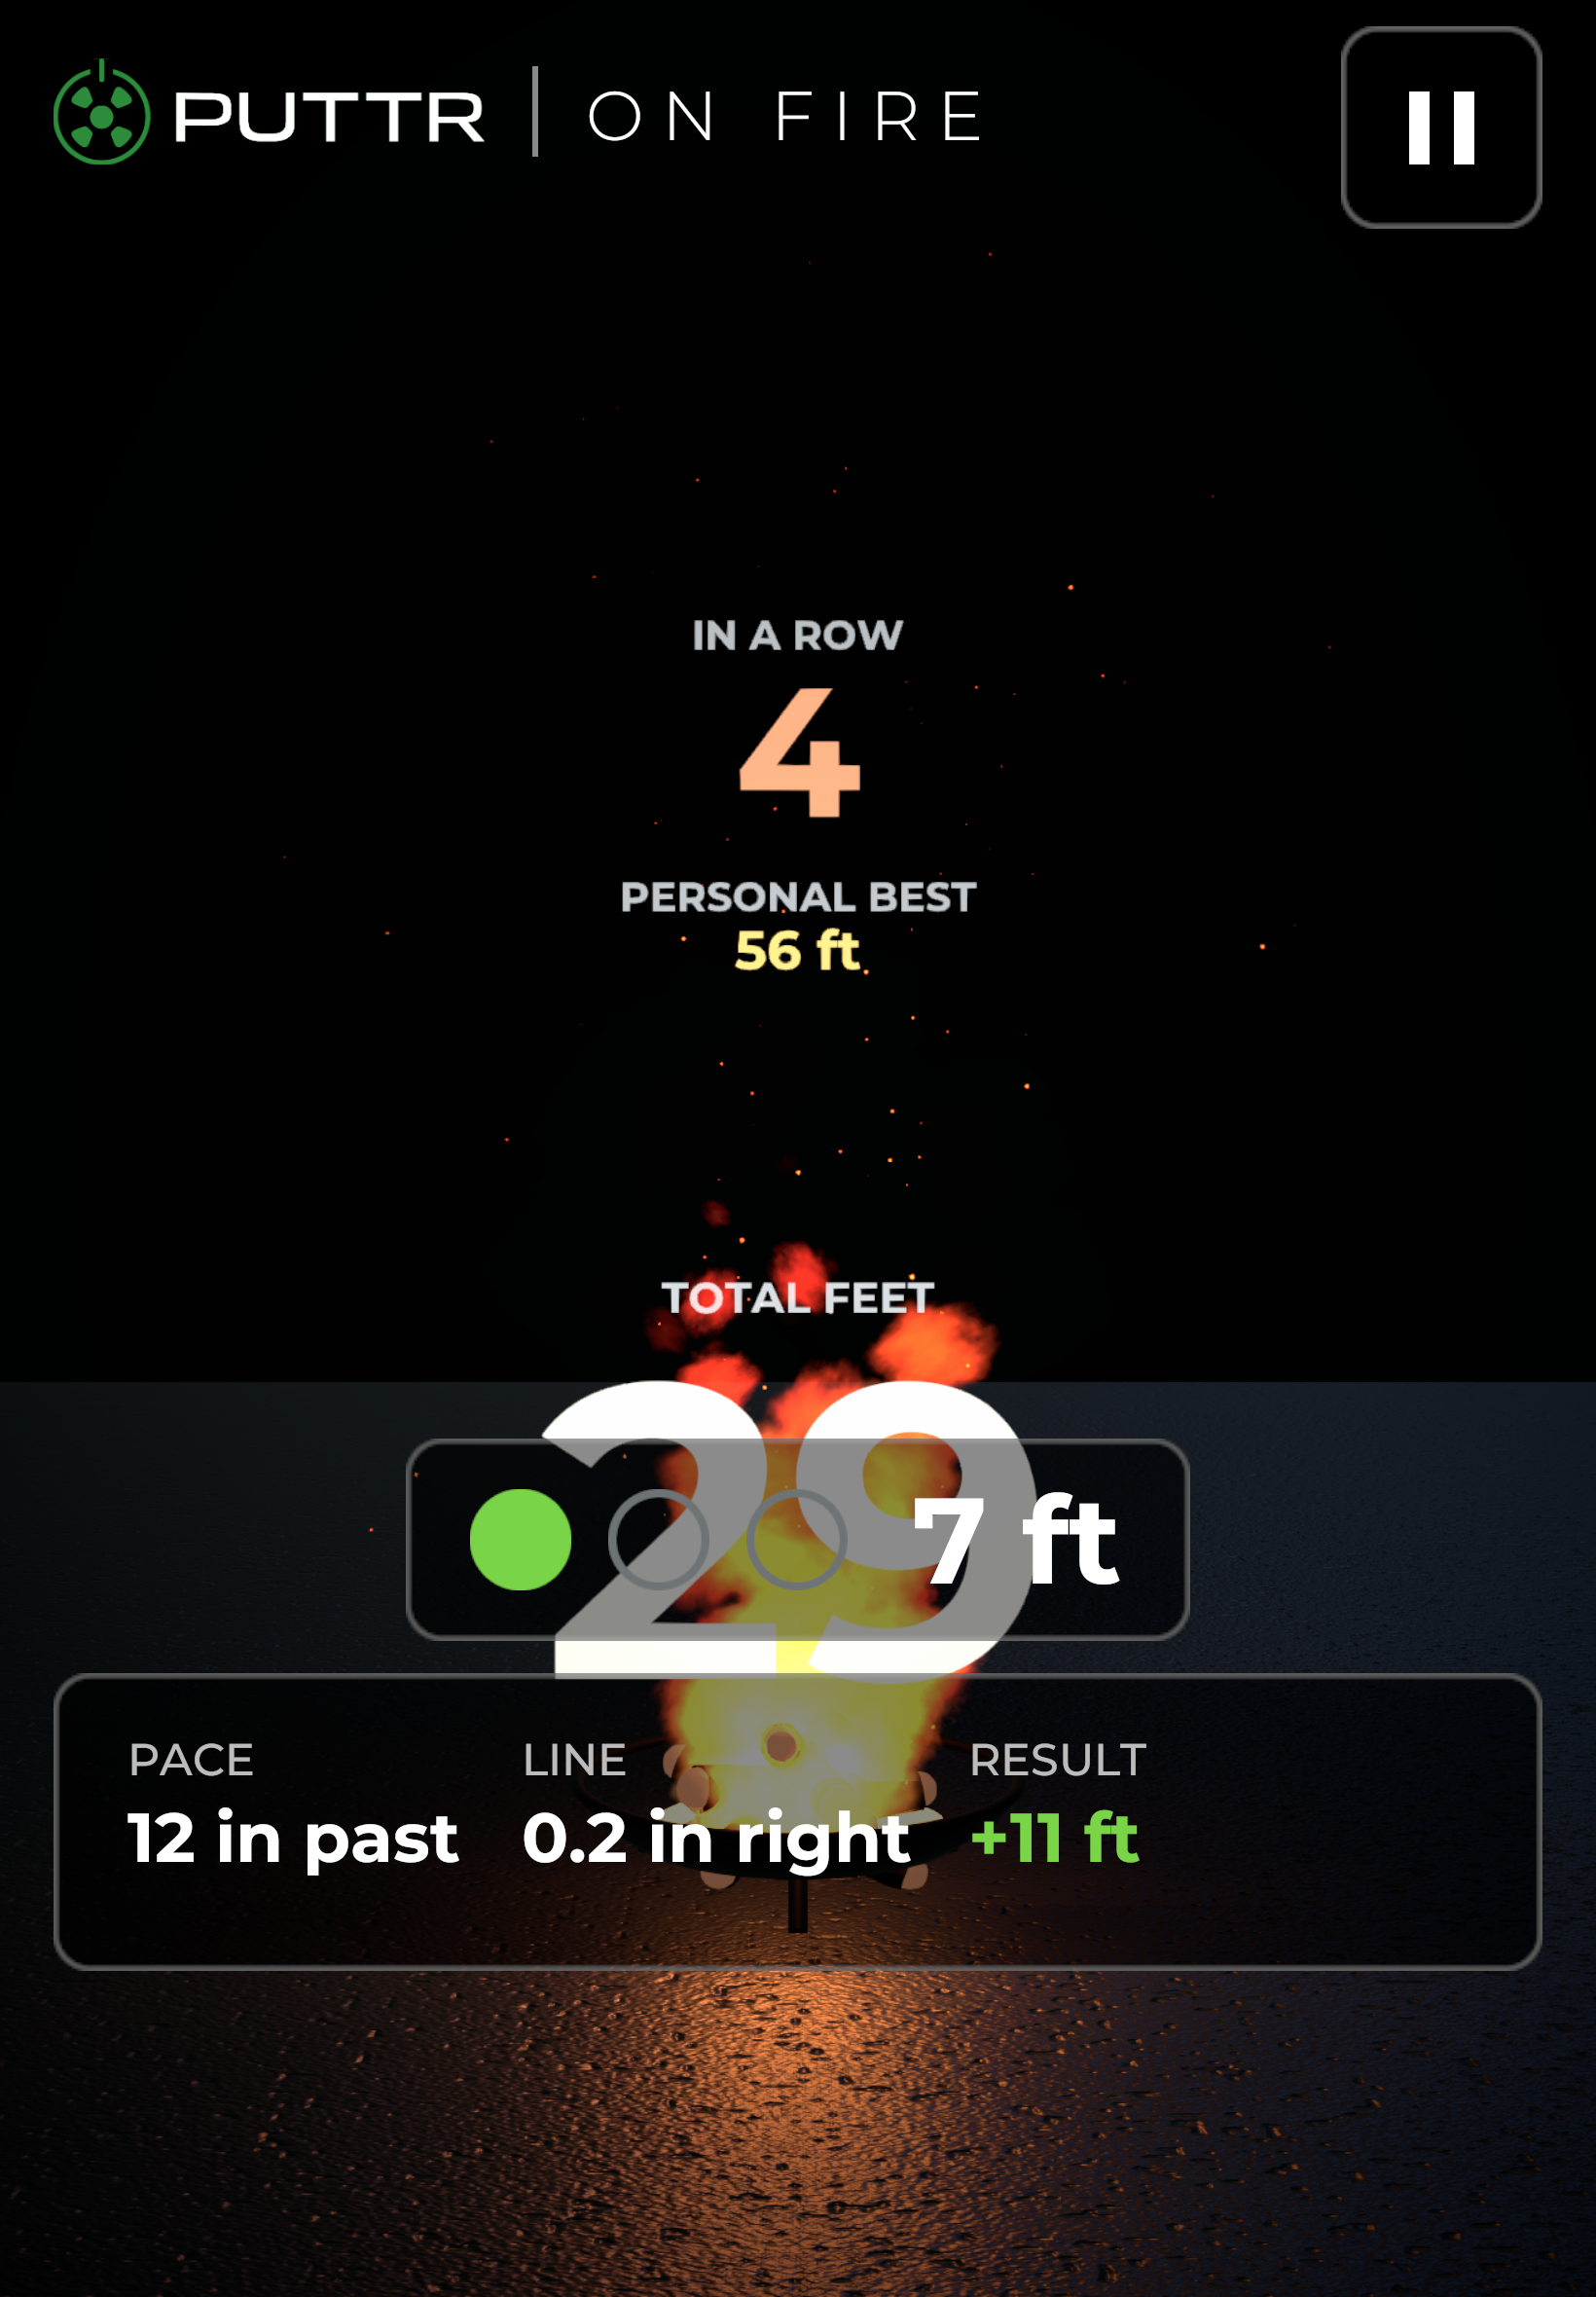 PUTTR | ON FIRE
IN A ROW
4
PERSONAL BEST
56 ft
TOTAL FEET
29
7 ft
PACE LINE RESULT
12 in past 0.2 in right +11 ft